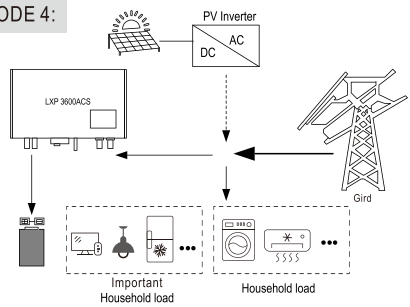 ODE 4:
PV Inverter
DC
AC
LXP 3600ACS
Gird
Important
Household load
Household load